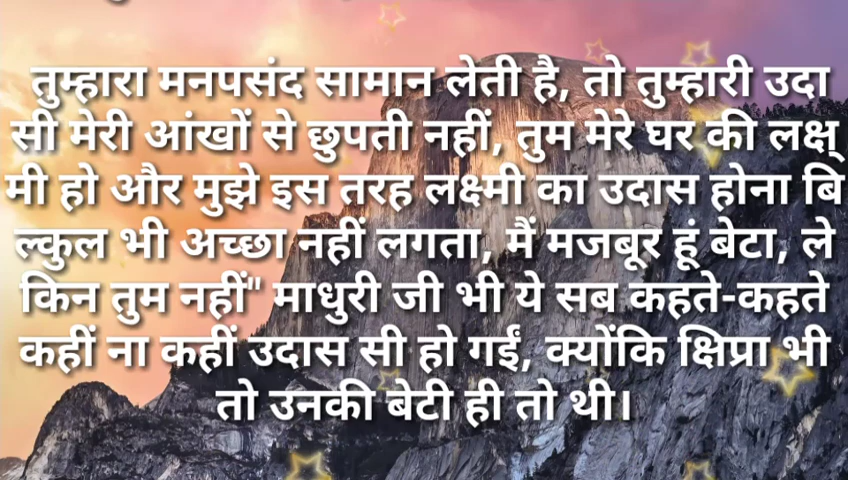 तुम्हारा मनपसंद सामान लेती है, तो तुम्हारी उदा
सी मेरी आंखों से छुपती नहीं, तुम मेरे घर की लक्ष्
मी हो और मुझे इस तरह लक्ष्मी का उदास होना बि
ल्कुल भी अच्छा नहीं लगता, मैं मजबूर हूं बेटा, ले
किन तुम नहीं" माधुरी जी भी ये सब कहते-कहते
कहीं ना कहीं उदास सी हो गईं, क्योंकि क्षिप्रा भी
तो उनकी बेटी ही तो थी।